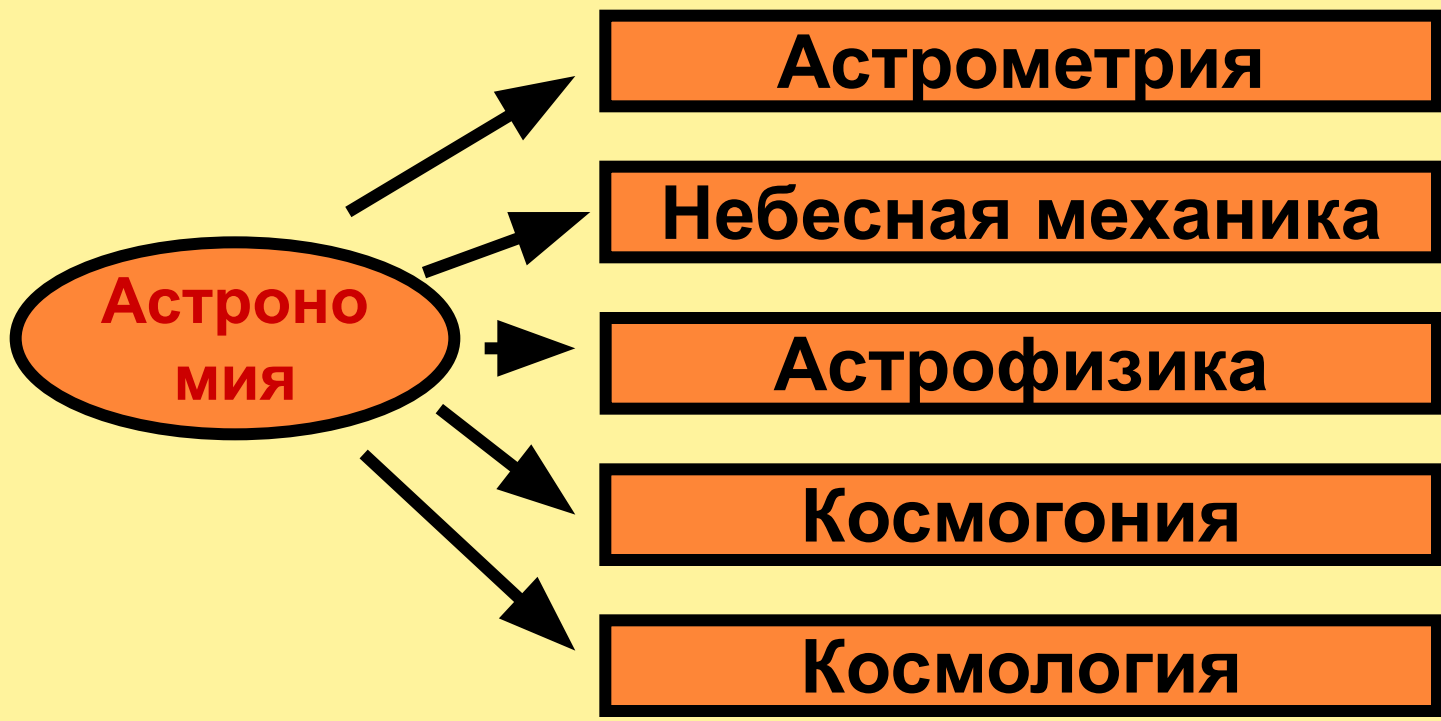 Астрометрия
Небесная механика
Астроно
мия
Астрофизика
Космогония
Космология